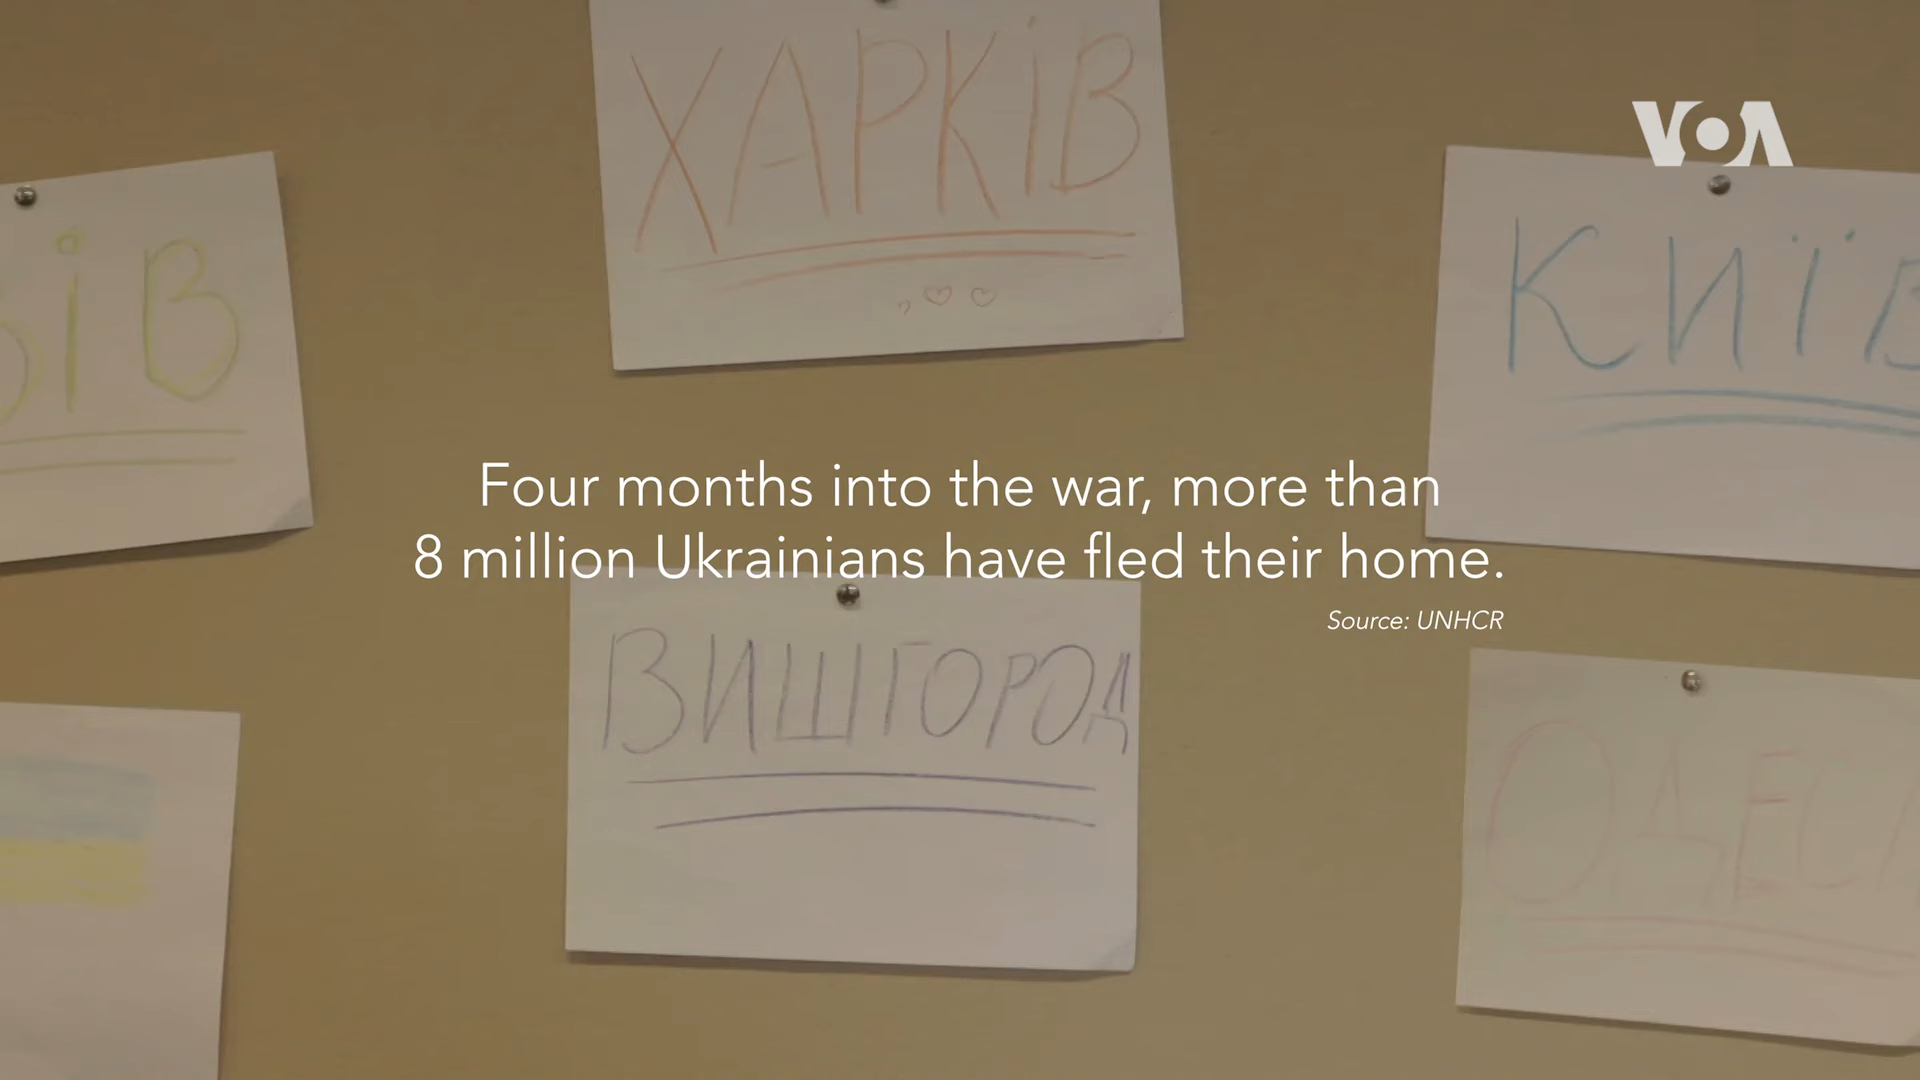 ХАРКІВ
VOA
КИЇВ
Four months into the war, more than
8 million Ukrainians have fled their home.
Source: UNHCR
ВИШГОРОД